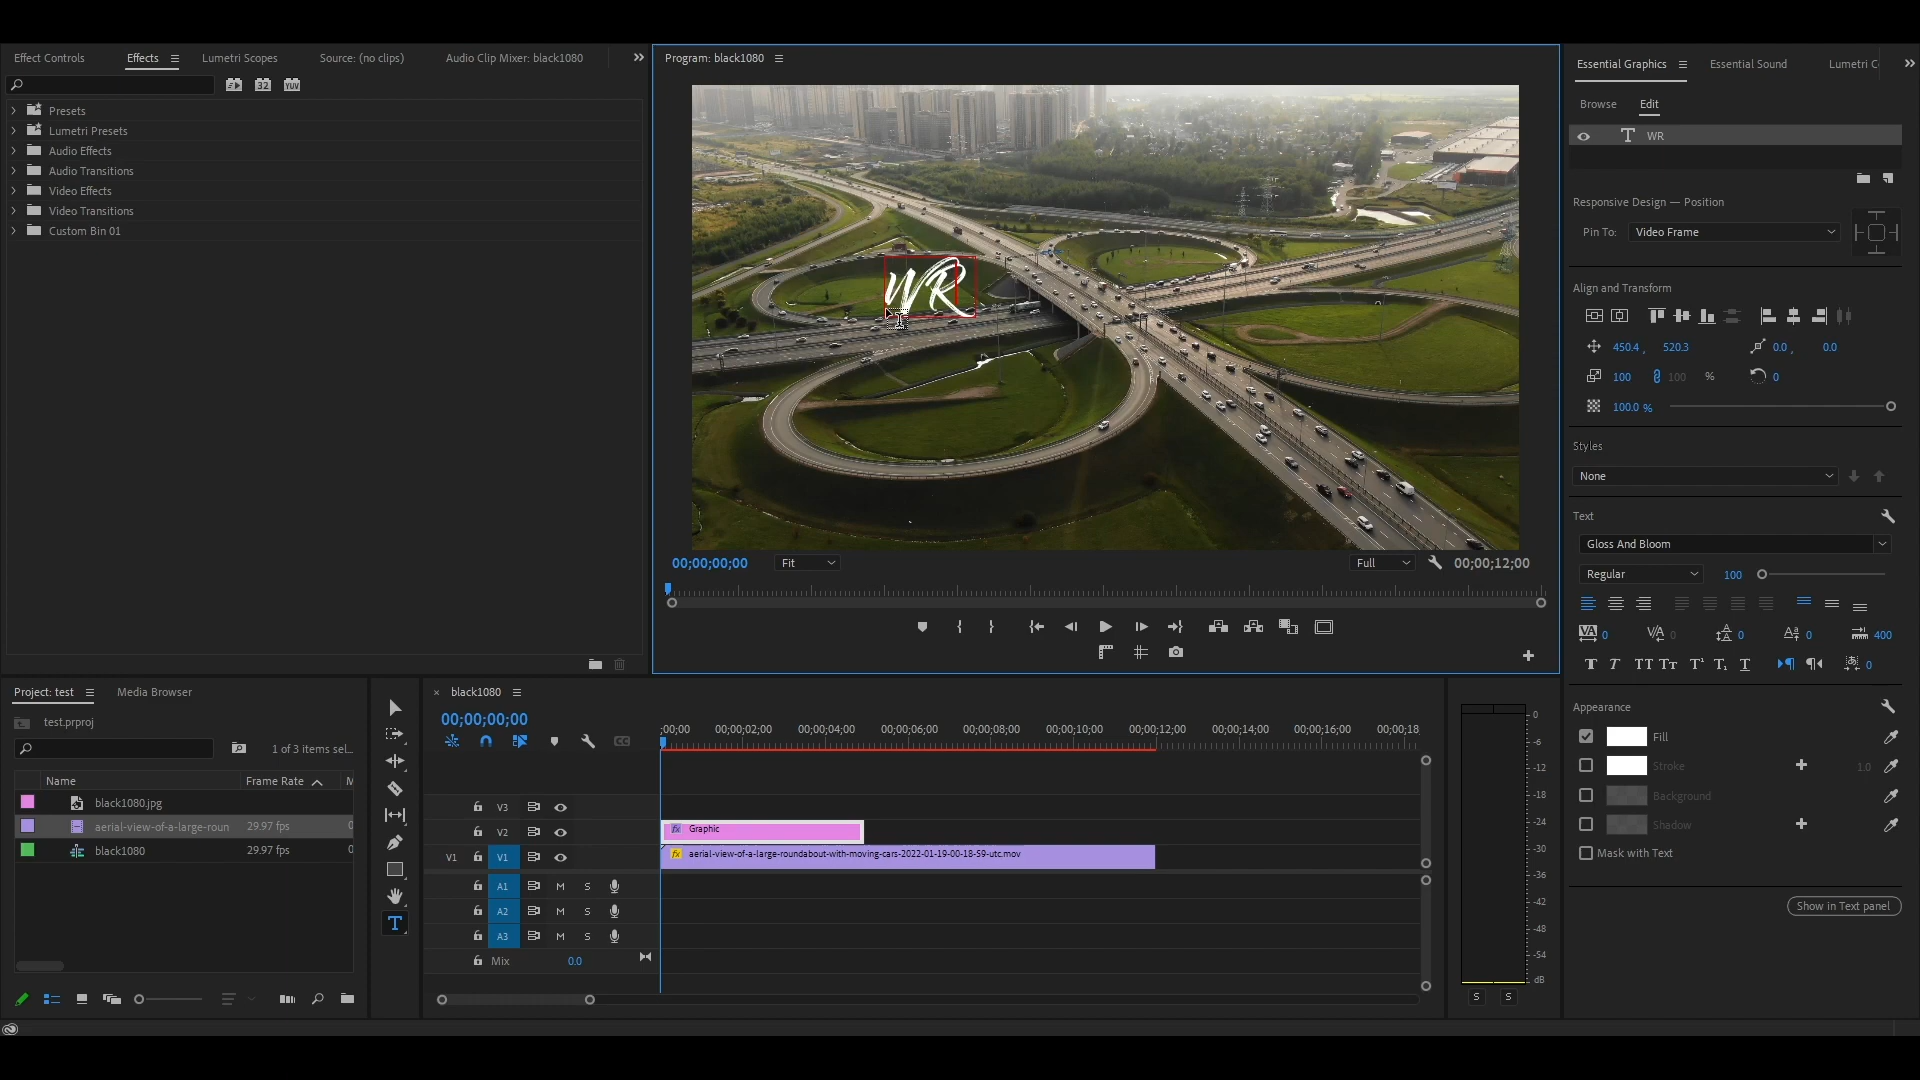 Effect Controls
Effects
Lumetri Scopes
Source: (no clips)
Audio Clip Mixer: black1080
32
YUV
Presets
Lumetri Presets
Audio Effects
Audio Transitions
Video Effects
Video Transitions
Custom Bin 01
Program: black1080
WR
00;00;00;00
Fit
Full
00;00;12;00
Essential Graphics
Essential Sound
Lumetri C
Browse
Edit
WR
Responsive Design — Position
Pin To:
Video Frame
Align and Transform
450.4 ,
520.3
0.0 ,
0.0
100
100
%
0
100.0 %
Styles
None
Text
Gloss And Bloom
Regular
100
0
0
0
0
400
0
Appearance
Fill
Stroke
1.0
Background
Shadow
Mask with Text
Show in Text panel
Project: test
Media Browser
test.prproj
1 of 3 items sel...
Name
Frame Rate
M
black1080.jpg
aerial-view-of-a-large-roun
29.97 fps
0
black1080
29.97 fps
0
× black1080
00;00;00;00
;00;00
00;00;02;00
00;00;04;00
00;00;06;00
00;00;08;00
00;00;10;00
00;00;12;00
00;00;14;00
00;00;16;00
00;00;18
V3
V2
fx Graphic
V1
V1
fx aerial-view-of-a-large-roundabout-with-moving-cars-2022-01-19-00-18-59-utc.mov
A1
M
S
A2
M
S
A3
M
S
Mix
0.0
0
-6
-12
-18
-24
-30
-36
-42
-48
-54
dB
S
S